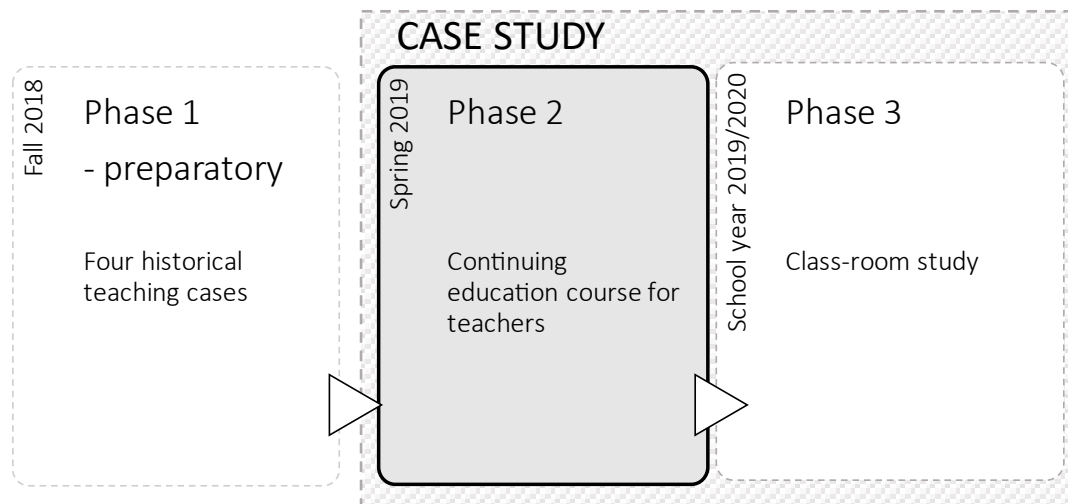 CASE STUDY
Fall 2018
Phase 1
- preparatory
Four historical
teaching cases
Spring 2019
Phase 2
Continuing
education course for
teachers
School year 2019/2020
Phase 3
Class-room study